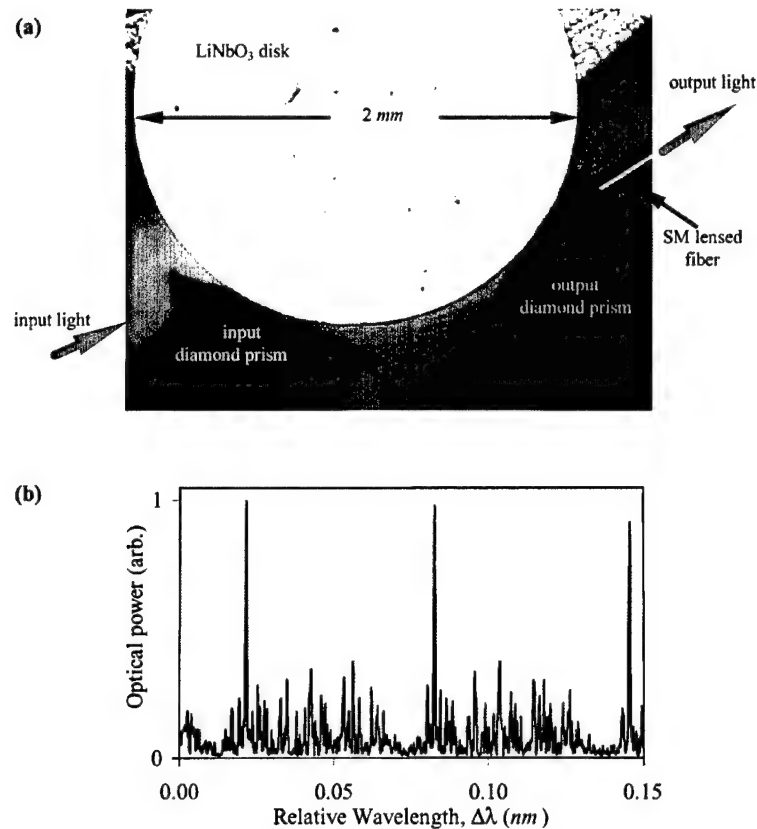 (a)
LiNbO₃ disk
output light
2 mm
SM lensed
fiber
output
diamond prism
input light
input
diamond prism
(b)
1
Optical power (arb.)
0
0.00 0.05 0.10 0.15
Relative Wavelength, Δλ (nm)